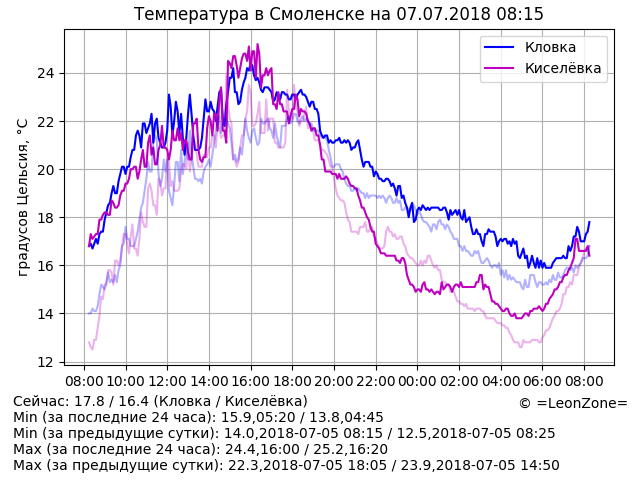 Температура в Смоленске на 07.07.2018 08:15
Кловка
Киселёвка
градусов Цельсия, °C
24
22
20
18
16
14
12
08:00 10:00 12:00 14:00 16:00 18:00 20:00 22:00 00:00 02:00 04:00 06:00 08:00
Сейчас: 17.8 / 16.4 (Кловка / Киселёвка)
© =LeonZone=
Min (за последние 24 часа): 15.9,05:20 / 13.8,04:45
Min (за предыдущие сутки): 14.0,2018-07-05 08:15 / 12.5,2018-07-05 08:25
Max (за последние 24 часа): 24.4,16:00 / 25.2,16:20
Max (за предыдущие сутки): 22.3,2018-07-05 18:05 / 23.9,2018-07-05 14:50